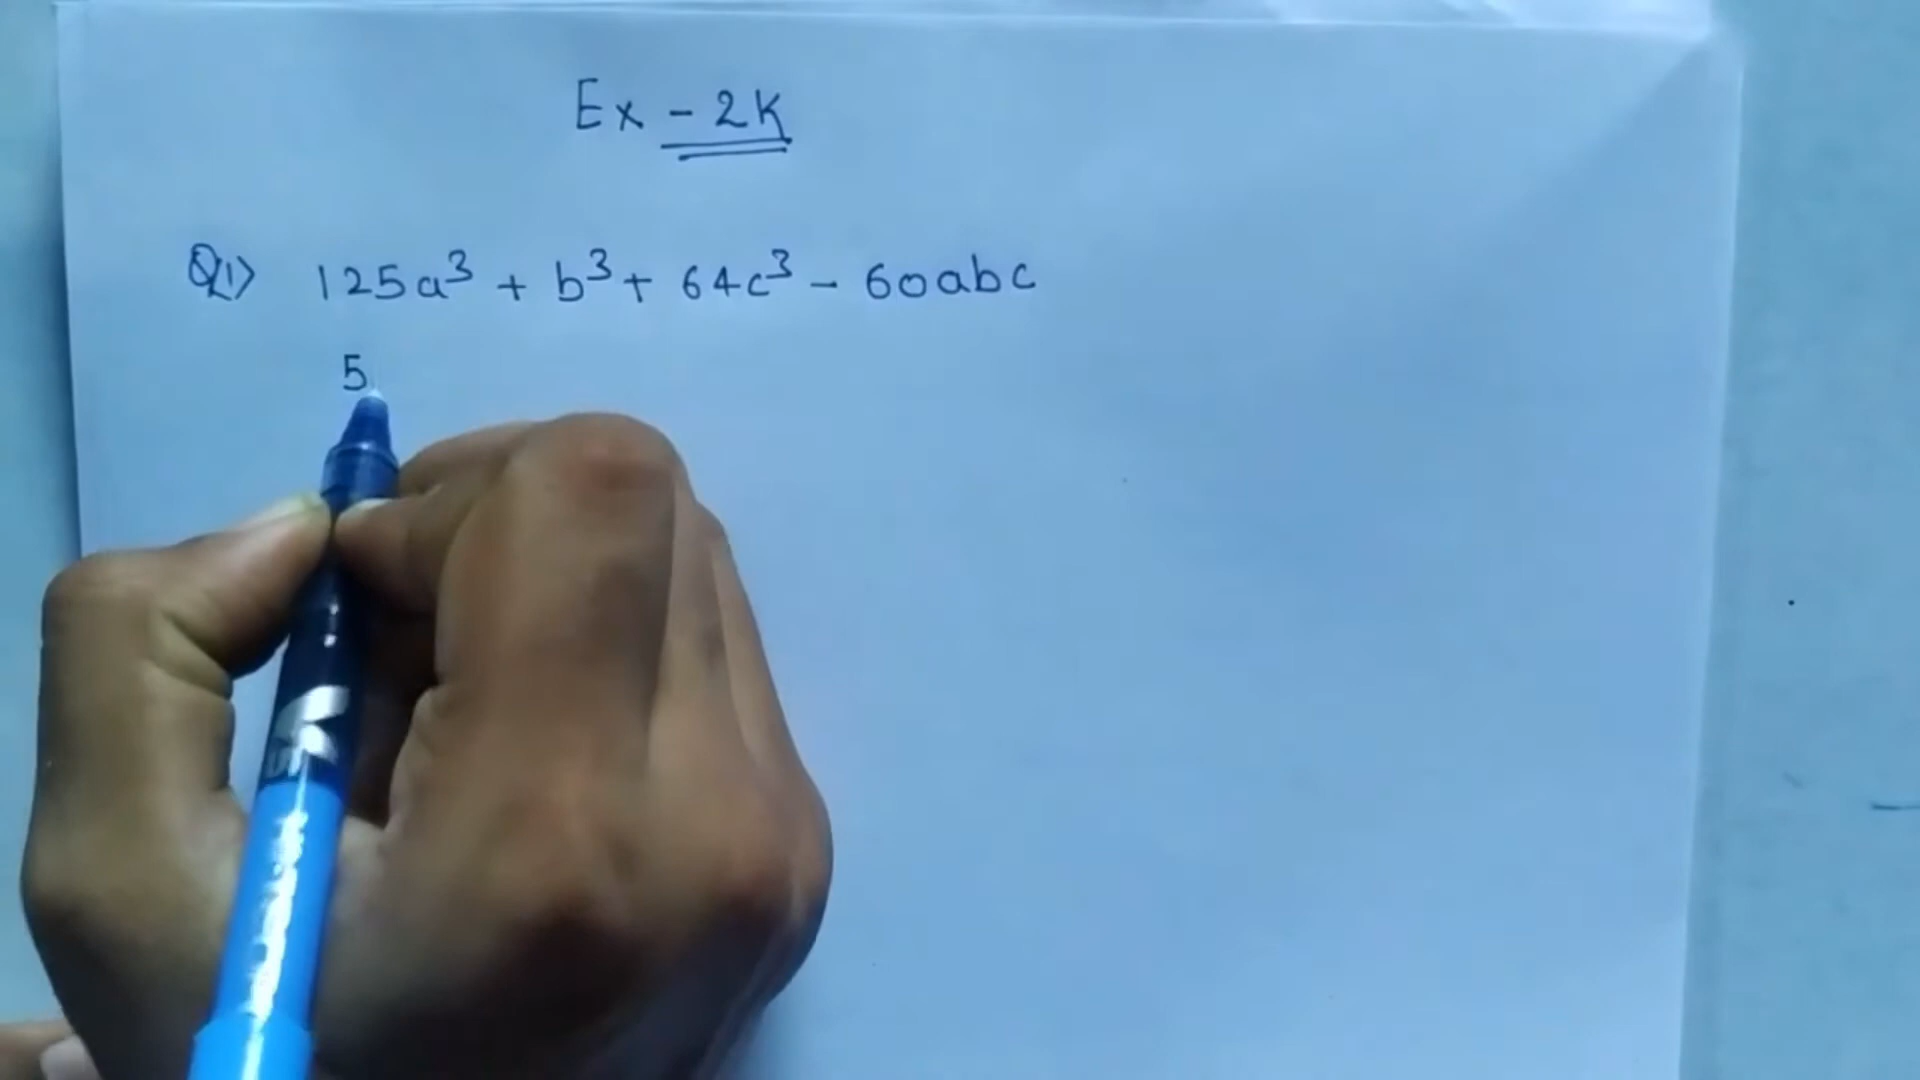 Ex - 2K
Q1) 125a³ + b³ + 64c³ - 60abc
5